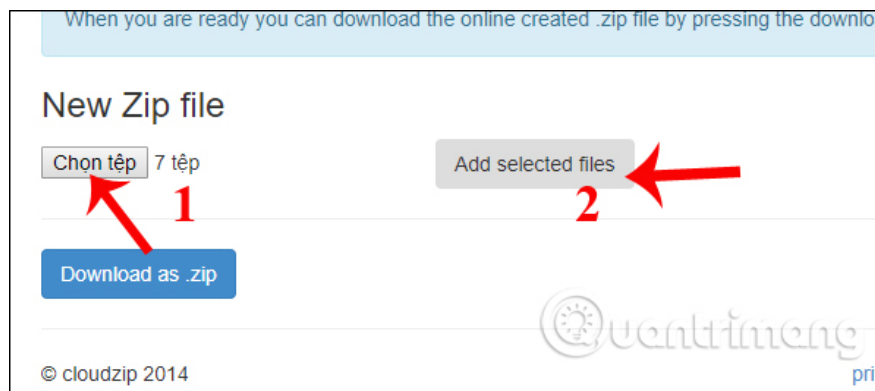 When you are ready you can download the online created .zip file by pressing the downlo
New Zip file
Chọn tệp 7 tệp Add selected files
1 2
Download as .zip
Quantrimang
© cloudzip 2014 pri